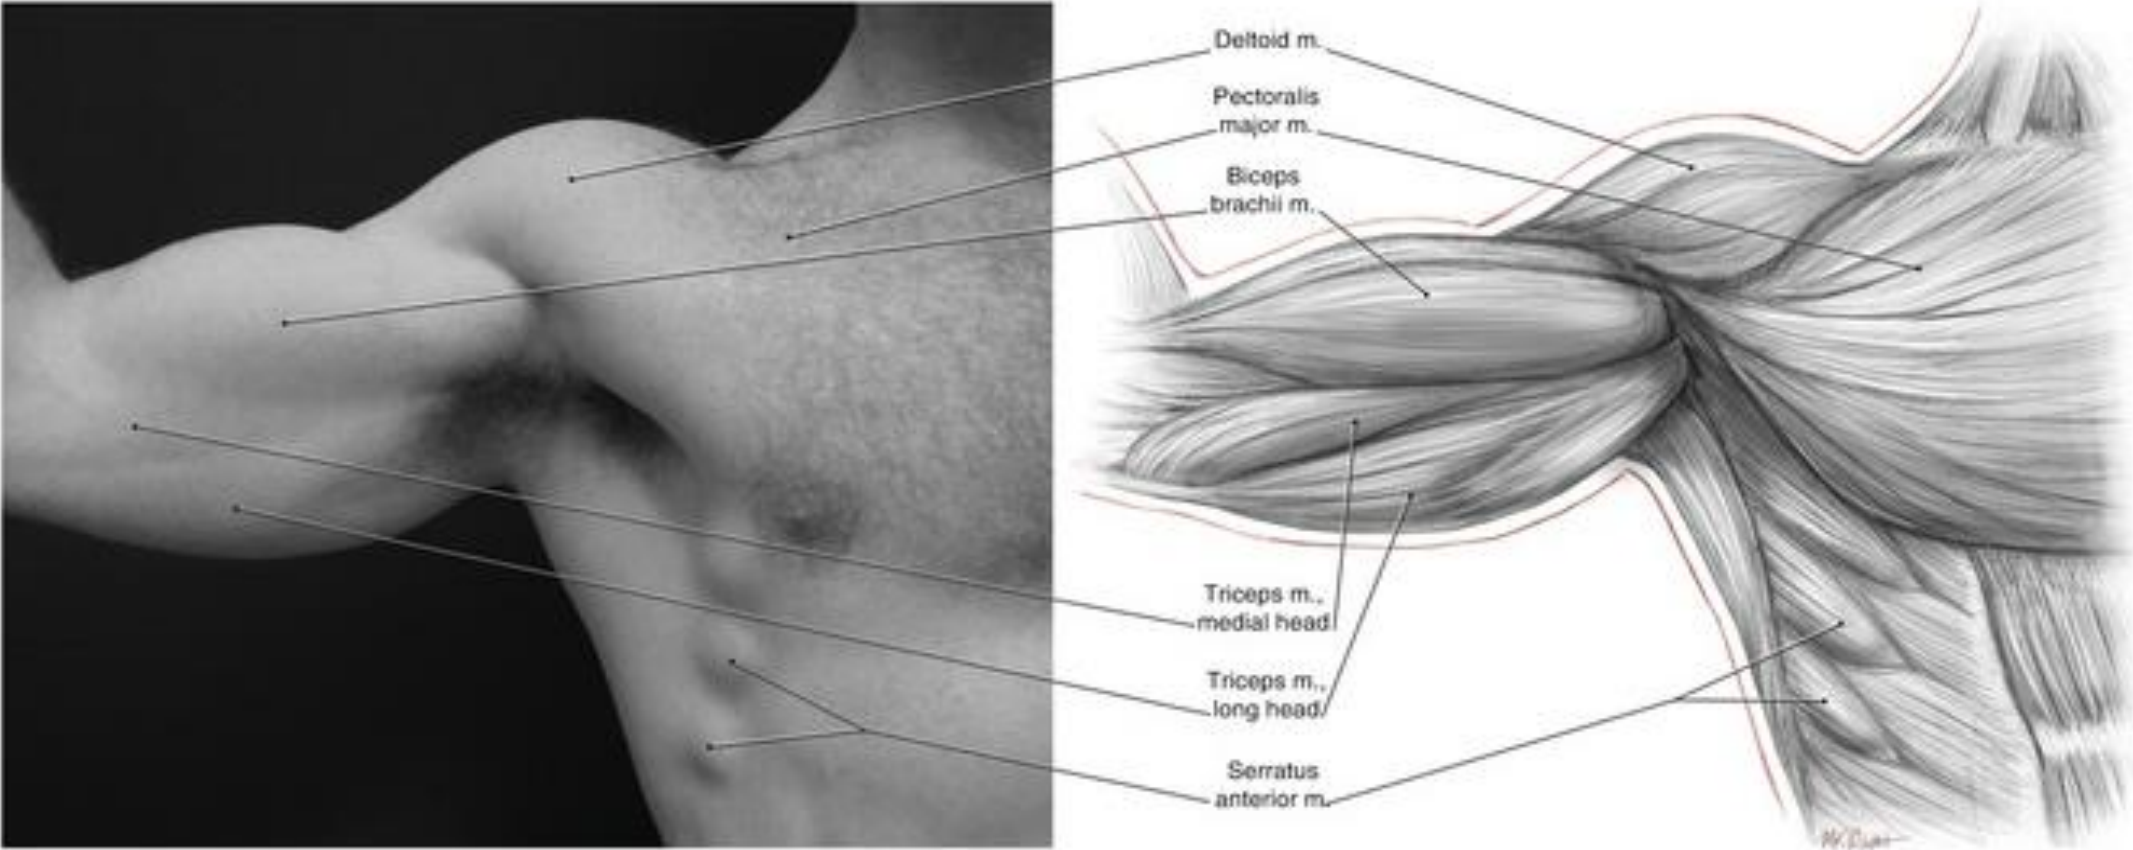 Deltoid m.
Pectoralis
major m.
Biceps
brachii m.
Triceps m.,
medial head
Triceps m.,
long head
Serratus
anterior m.